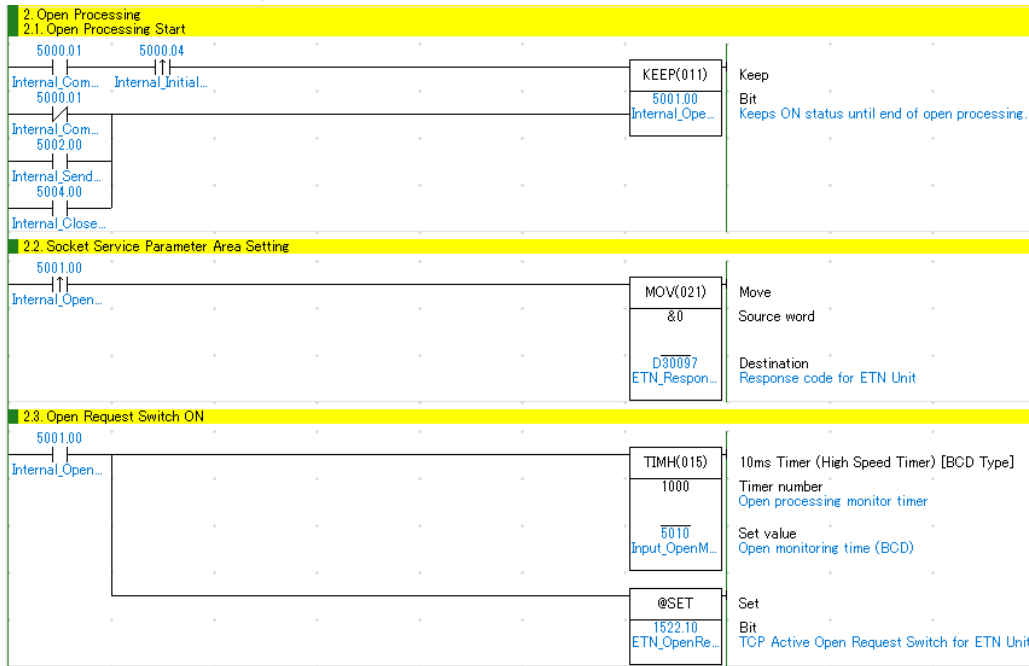 2. Open Processing
2.1. Open Processing Start
5000.01 5000.04
Internal_Com... Internal_Initial...
KEEP(011) Keep
5001.00 Bit
Internal_Ope... Keeps ON status until end of open processing.
5000.01
Internal_Com...
5002.00
Internal_Send...
5004.00
Internal_Close...
2.2. Socket Service Parameter Area Setting
5001.00
Internal_Open...
MOV(021) Move
&0 Source word
D30097 Destination
ETN_Respon... Response code for ETN Unit
2.3. Open Request Switch ON
5001.00
Internal_Open...
TIMH(015) 10ms Timer (High Speed Timer) [BCD Type]
1000 Timer number
Open processing monitor timer
5010 Set value
Input_OpenM... Open monitoring time (BCD)
@SET Set
1522.10 Bit
ETN_OpenRe... TCP Active Open Request Switch for ETN Unit